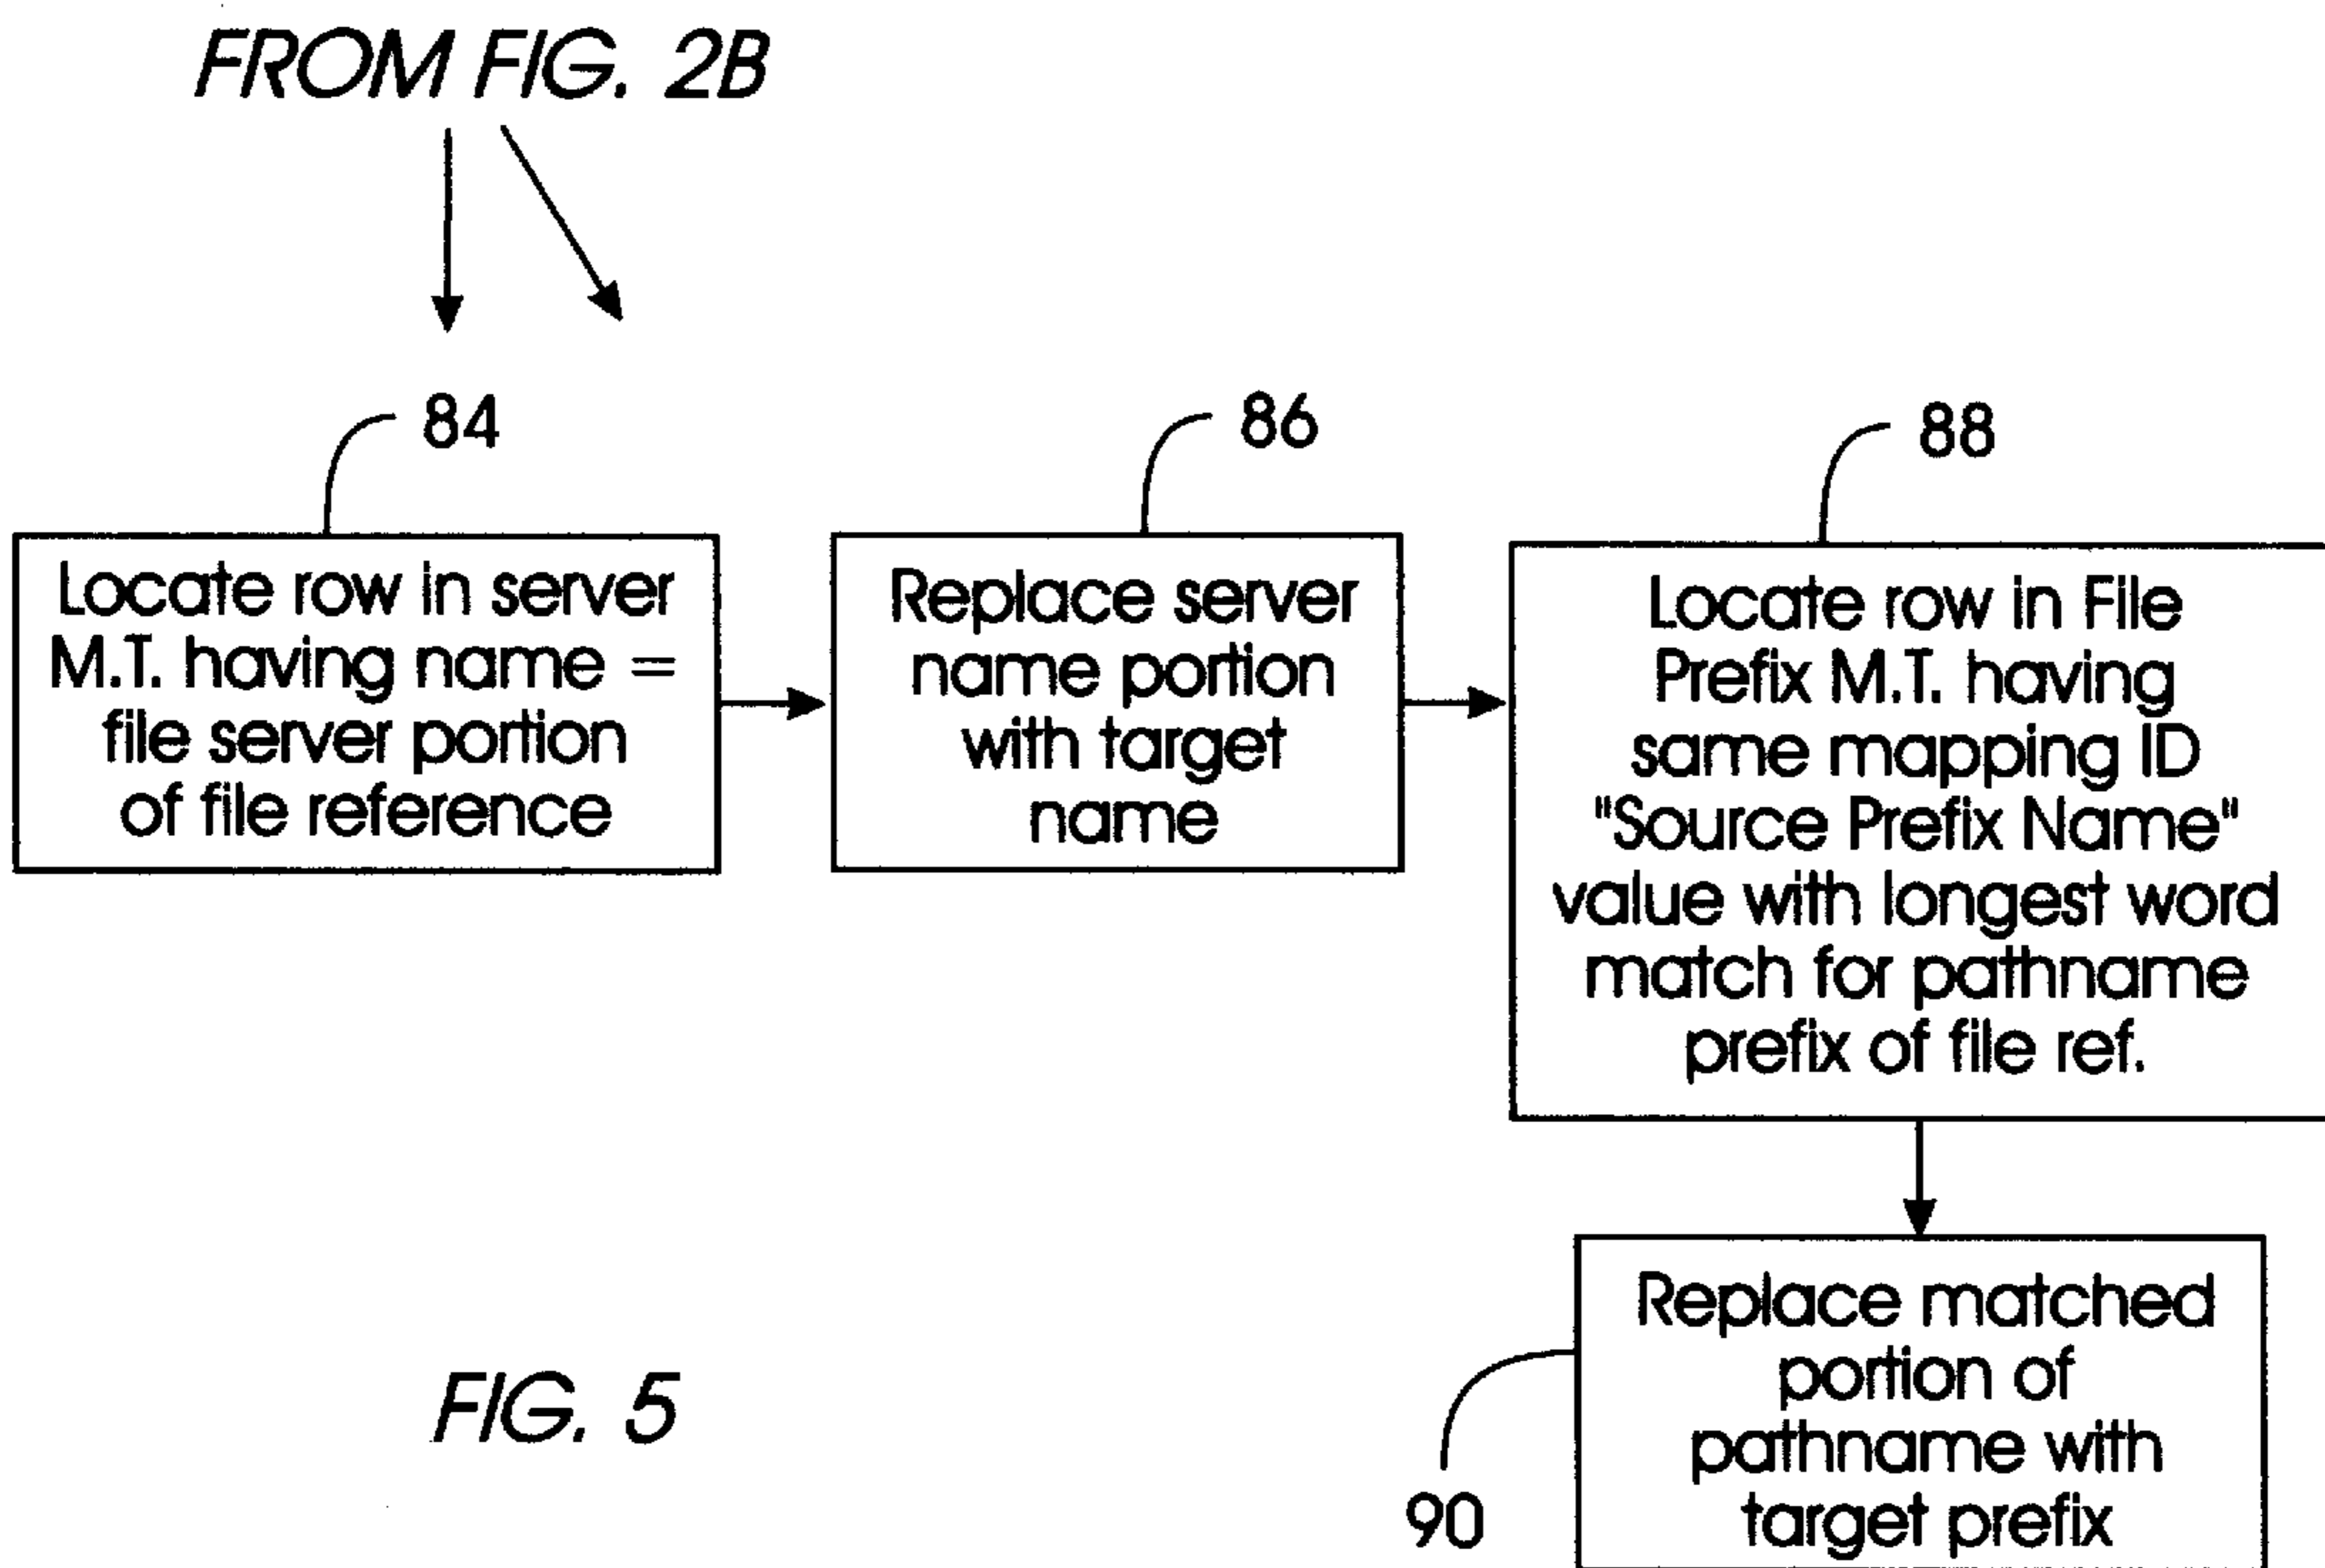 FROM FIG. 2B
84
Locate row in server
M.T. having name =
file server portion
of file reference
86
Replace server
name portion
with target
name
88
Locate row in File
Prefix M.T. having
same mapping ID
"Source Prefix Name"
value with longest word
match for pathname
prefix of file ref.
90
Replace matched
portion of
pathname with
target prefix
FIG. 5